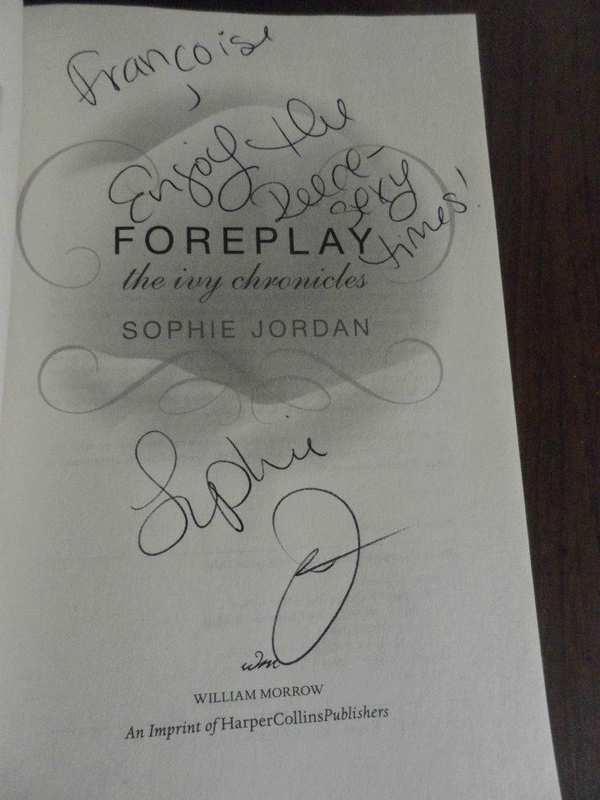 Francoise,
Enjoy the
Reece-
sexy
times!
FOREPLAY
the ivy chronicles
SOPHIE JORDAN
Sophie
J
WILLIAM MORROW
An Imprint of HarperCollinsPublishers